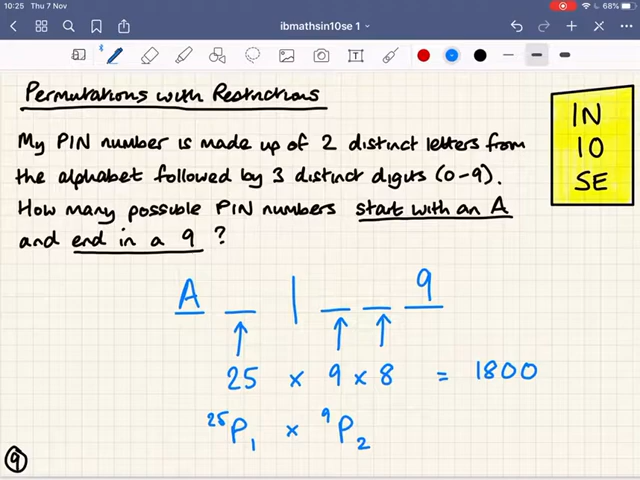 10:25 Thu 7 Nov
68%
ibmathsin10se 1
Permutations with Restrictions
My PIN number is made up of 2 distinct letters from
the alphabet followed by 3 distinct digits (0-9).
How many possible PIN numbers start with an A
and end in a 9 ?
IN
10
SE
A _ | _ _ 9
↑ ↑ ↑
25 × 9 × 8 = 1800
²⁵P₁ × ⁹P₂
9